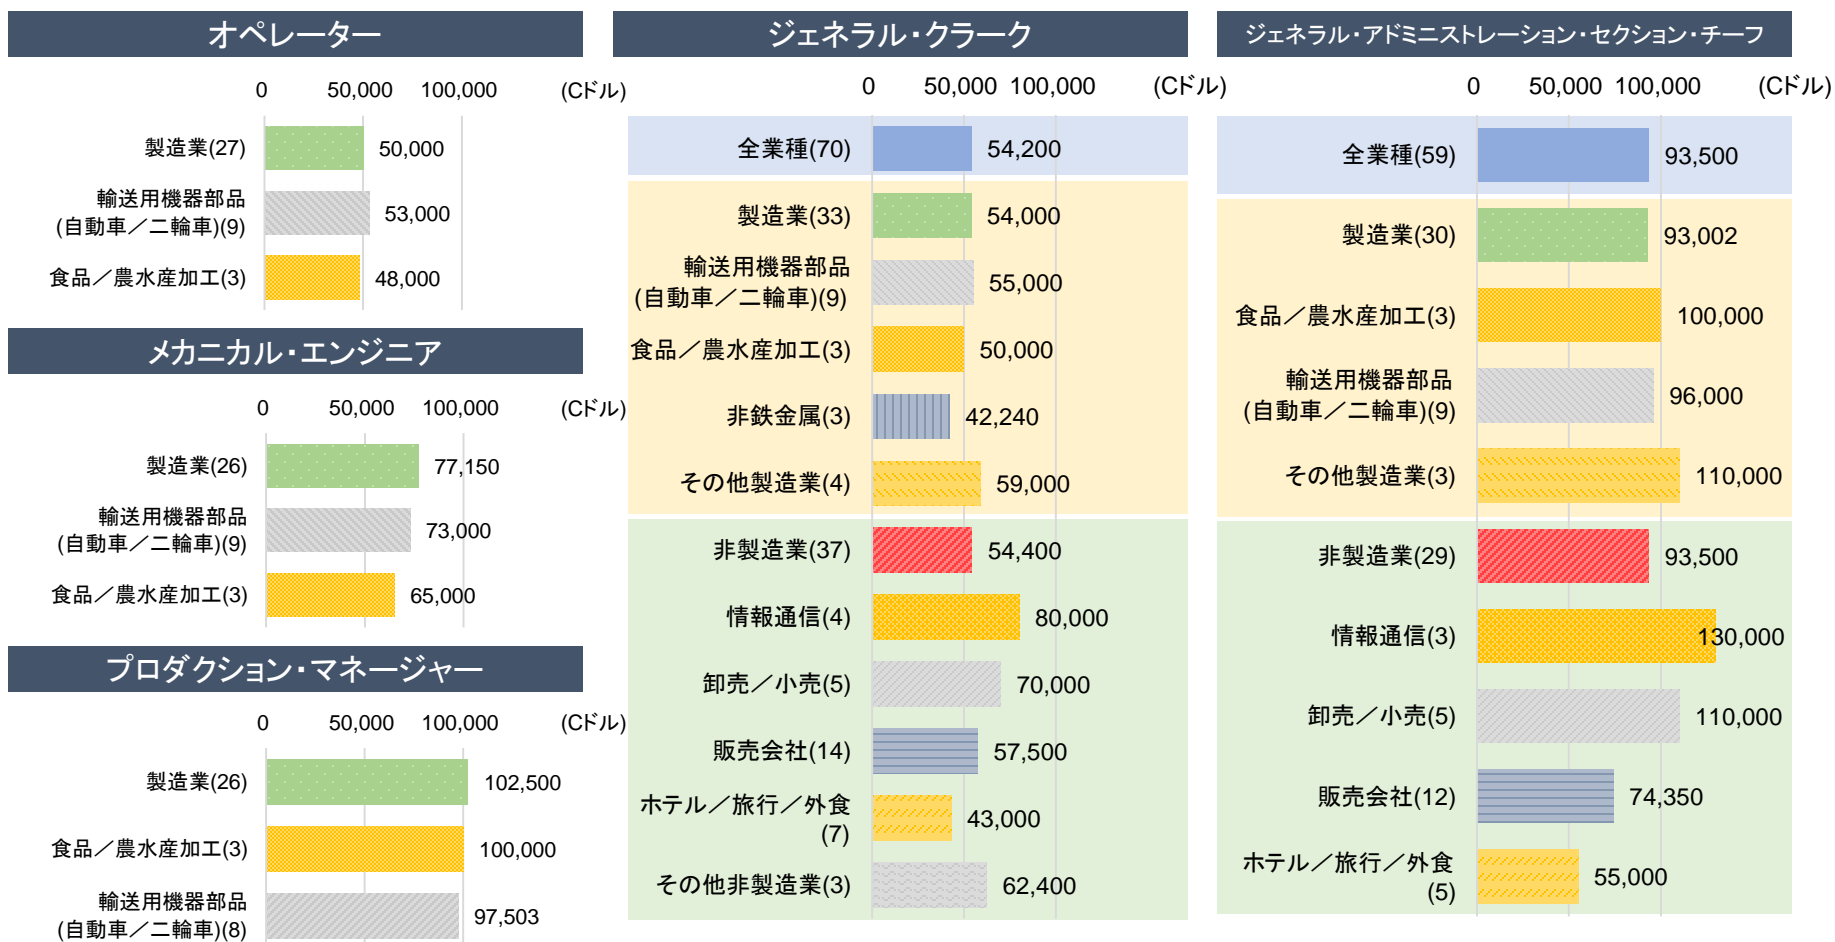 オペレーター
0 50,000 100,000 (Cドル)
製造業(27) 50,000
輸送用機器部品
(自動車／二輪車)(9) 53,000
食品／農水産加工(3) 48,000
メカニカル・エンジニア
0 50,000 100,000 (Cドル)
製造業(26) 77,150
輸送用機器部品
(自動車／二輪車)(9) 73,000
食品／農水産加工(3) 65,000
プロダクション・マネージャー
0 50,000 100,000 (Cドル)
製造業(26) 102,500
食品／農水産加工(3) 100,000
輸送用機器部品
(自動車／二輪車)(8) 97,503
ジェネラル・クラーク
0 50,000 100,000 (Cドル)
全業種(70) 54,200
製造業(33) 54,000
輸送用機器部品
(自動車／二輪車)(9) 55,000
食品／農水産加工(3) 50,000
非鉄金属(3) 42,240
その他製造業(4) 59,000
非製造業(37) 54,400
情報通信(4) 80,000
卸売／小売(5) 70,000
販売会社(14) 57,500
ホテル／旅行／外食
(7) 43,000
その他非製造業(3) 62,400
ジェネラル・アドミニストレーション・セクション・チーフ
0 50,000 100,000 (Cドル)
全業種(59) 93,500
製造業(30) 93,002
食品／農水産加工(3) 100,000
輸送用機器部品
(自動車／二輪車)(9) 96,000
その他製造業(3) 110,000
非製造業(29) 93,500
情報通信(3) 130,000
卸売／小売(5) 110,000
販売会社(12) 74,350
ホテル／旅行／外食
(5) 55,000